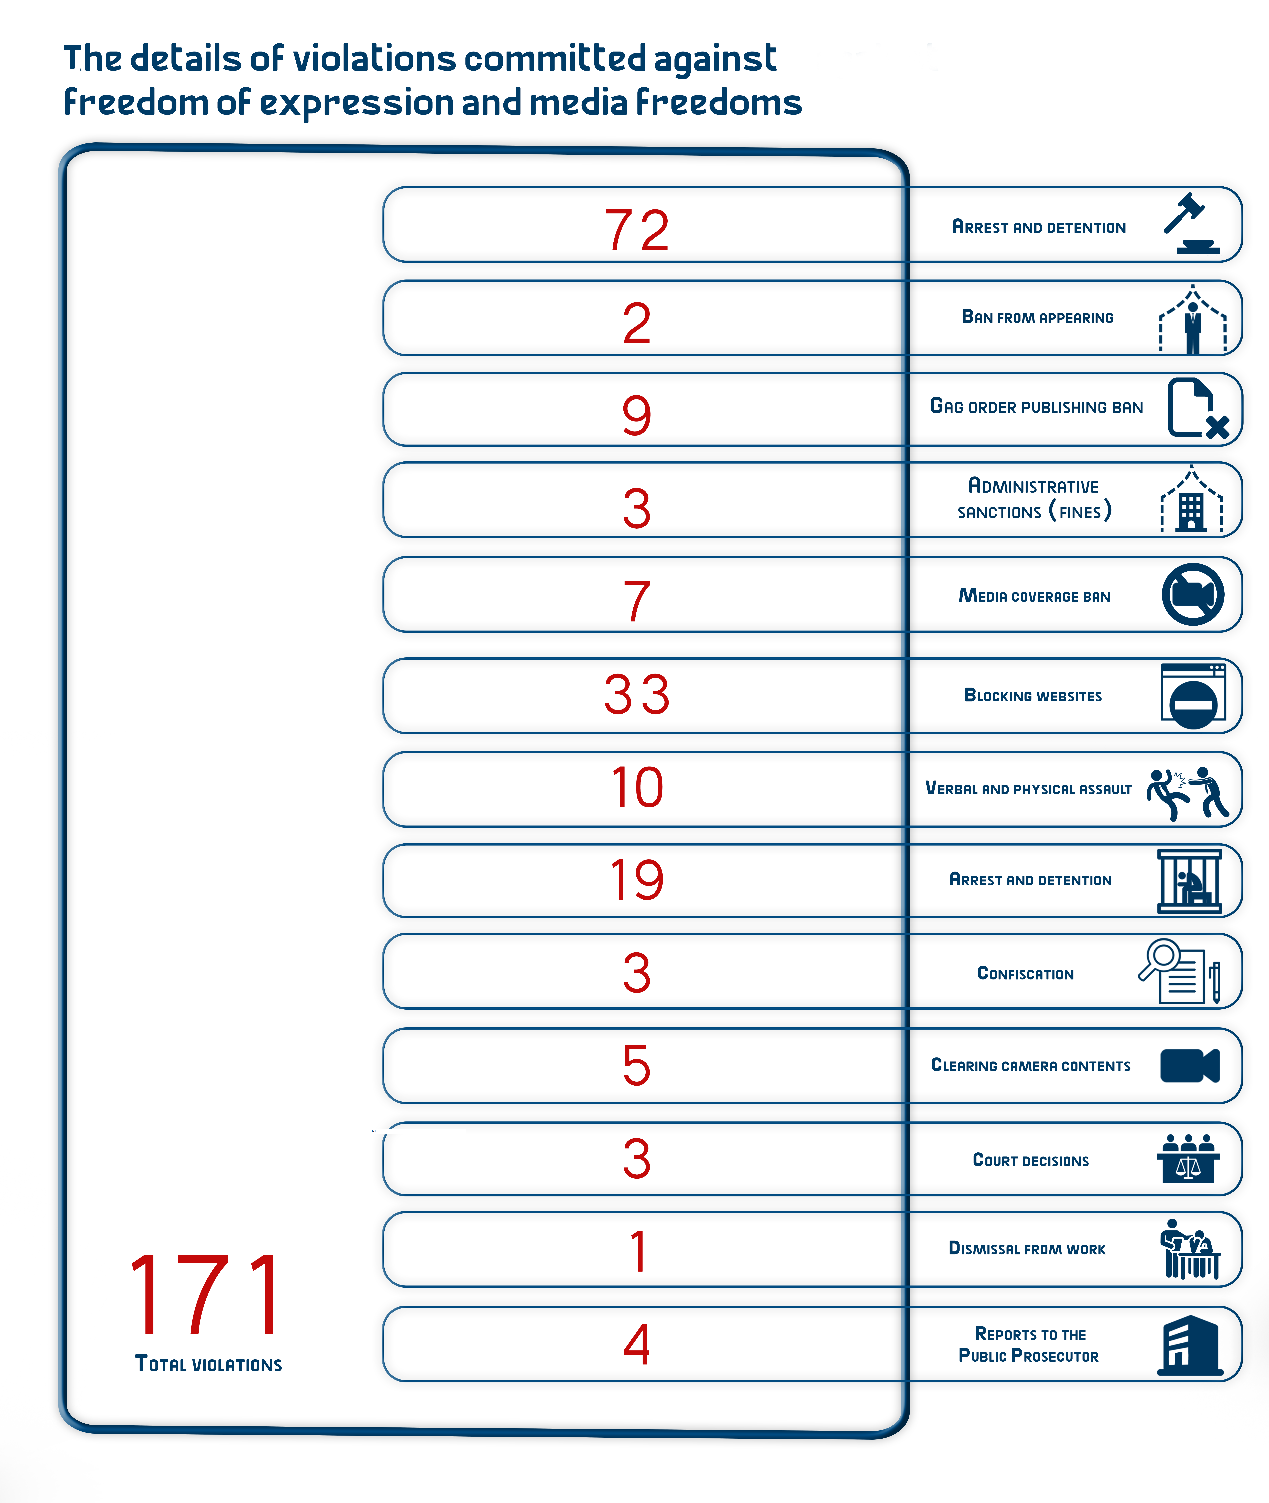 The details of violations committed against
freedom of expression and media freedoms
72
Arrest and detention
2
Ban from appearing
9
Gag order publishing ban
3
Administrative
sanctions (fines)
7
Media coverage ban
33
Blocking websites
10
Verbal and physical assault
19
Arrest and detention
3
Confiscation
5
Clearing camera contents
3
Court decisions
1
Dismissal from work
4
Reports to the
Public Prosecutor
171
Total violations